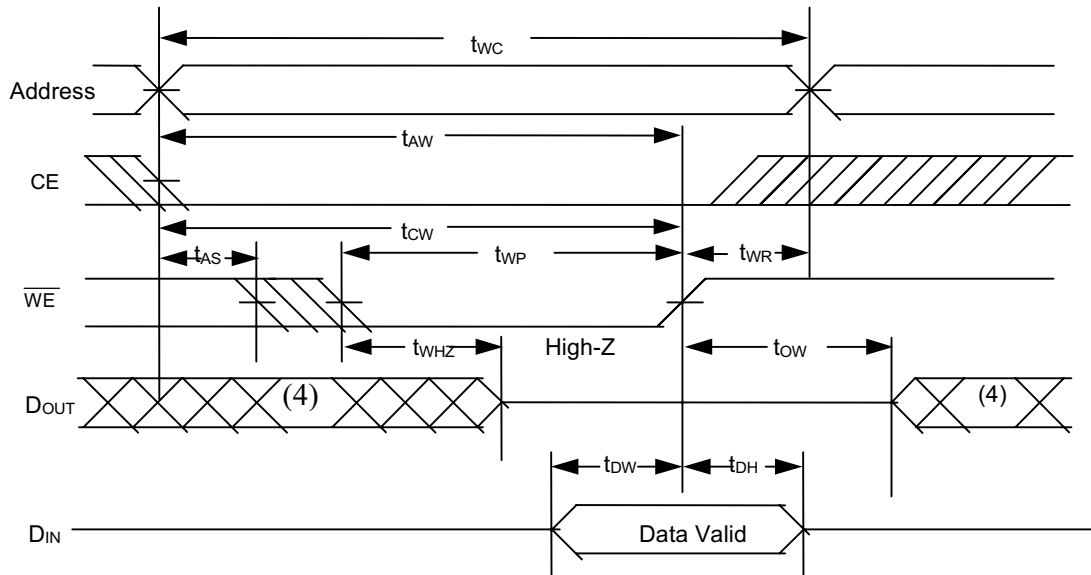 tWC
Address
tAW
CE
tCW
tAS
tWP
tWR
WE
tWHZ
High-Z
tOW
DOUT
(4)
(4)
tDW
tDH
DIN
Data Valid